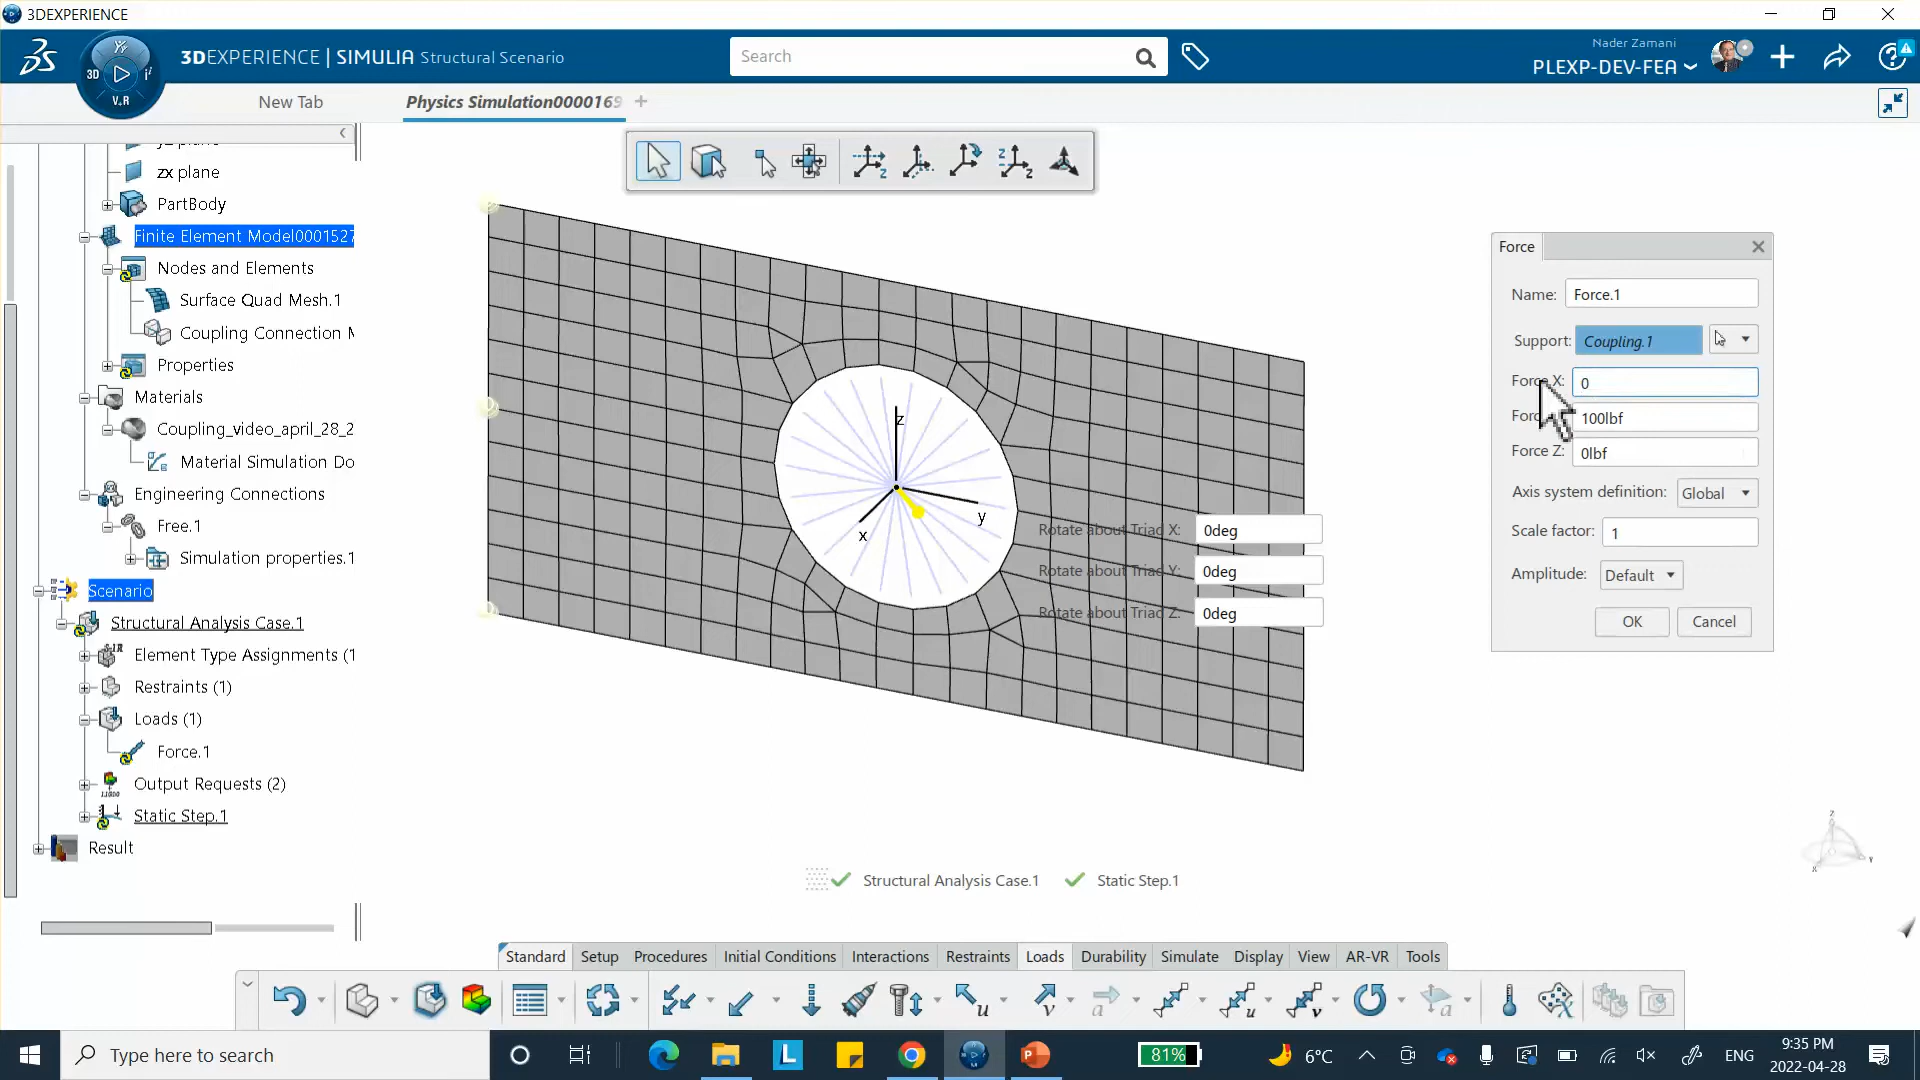 3DEXPERIENCE
3DEXPERIENCE | SIMULIA Structural Scenario
Search
Nader Zamani
PLEXP-DEV-FEA
3D
V.R
New Tab
Physics Simulation0000169
zx plane
PartBody
Finite Element Model0001527
Nodes and Elements
Surface Quad Mesh.1
Coupling Connection M
Properties
Materials
Coupling_video_april_28_2
Material Simulation Do
Engineering Connections
Free.1
Simulation properties.1
Scenario
Structural Analysis Case.1
Element Type Assignments (1
Restraints (1)
Loads (1)
Force.1
Output Requests (2)
Static Step.1
Result
z
y
x
Rotate about Triad X: 0deg
Rotate about Triad Y: 0deg
Rotate about Triad Z: 0deg
Force
Name: Force.1
Support: Coupling.1
Force X: 0
100lbf
Force Z: 0lbf
Axis system definition: Global
Scale factor: 1
Amplitude: Default
OK Cancel
Structural Analysis Case.1 Static Step.1
Standard Setup Procedures Initial Conditions Interactions Restraints Loads Durability Simulate Display View AR-VR Tools
Type here to search
81%
6°C
ENG
9:35 PM
2022-04-28